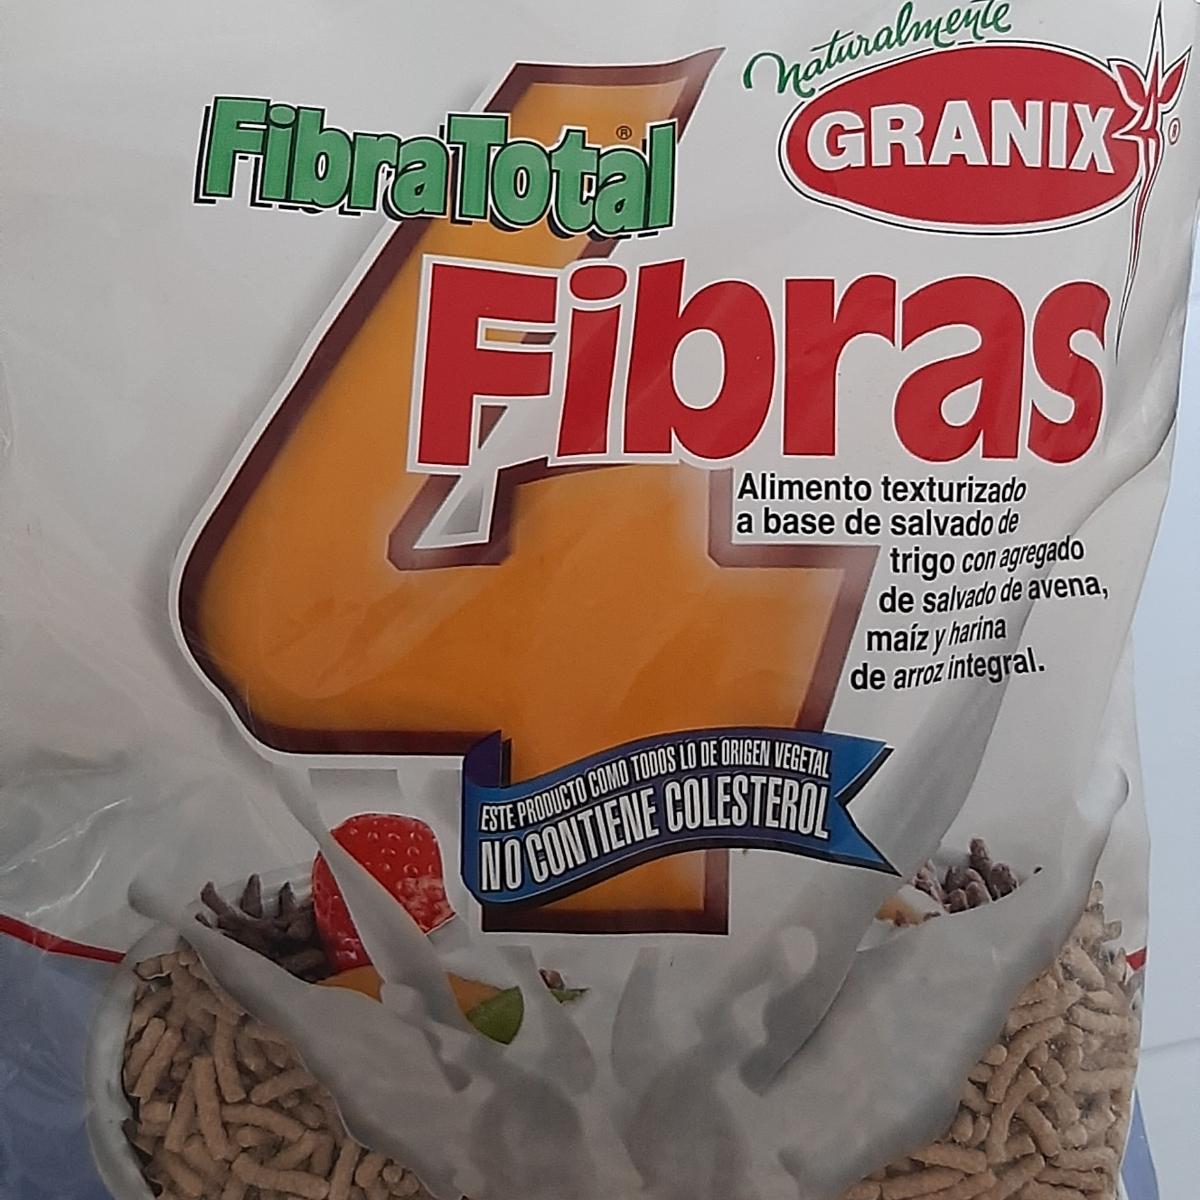 Naturalmente
GRANIX®
FibraTotal®
4
Fibras
Alimento texturizado
a base de salvado de
trigo con agregado
de salvado de avena,
maíz y harina
de arroz integral.
ESTE PRODUCTO COMO TODOS LO DE ORIGEN VEGETAL
NO CONTIENE COLESTEROL